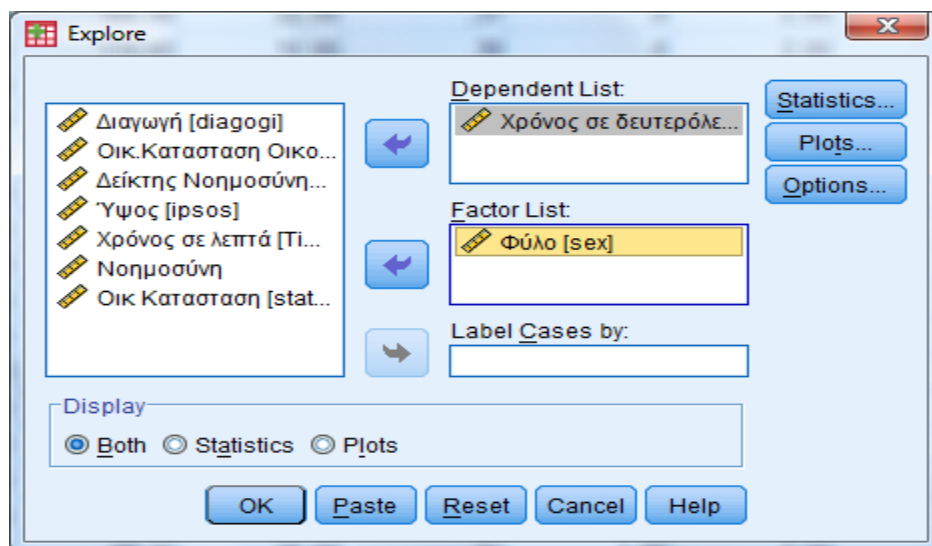 Explore
Διαγωγή [diagogi]
Οικ.Κατασταση Οικο...
Δείκτης Νοημοσύνη...
Ύψος [ipsos]
Χρόνος σε λεπτά [Ti...
Νοημοσύνη
Οικ Κατασταση [stat...
Dependent List:
Χρόνος σε δευτερόλε...
Factor List:
Φύλο [sex]
Label Cases by:
Statistics...
Plots...
Options...
Display
Both Statistics Plots
OK Paste Reset Cancel Help